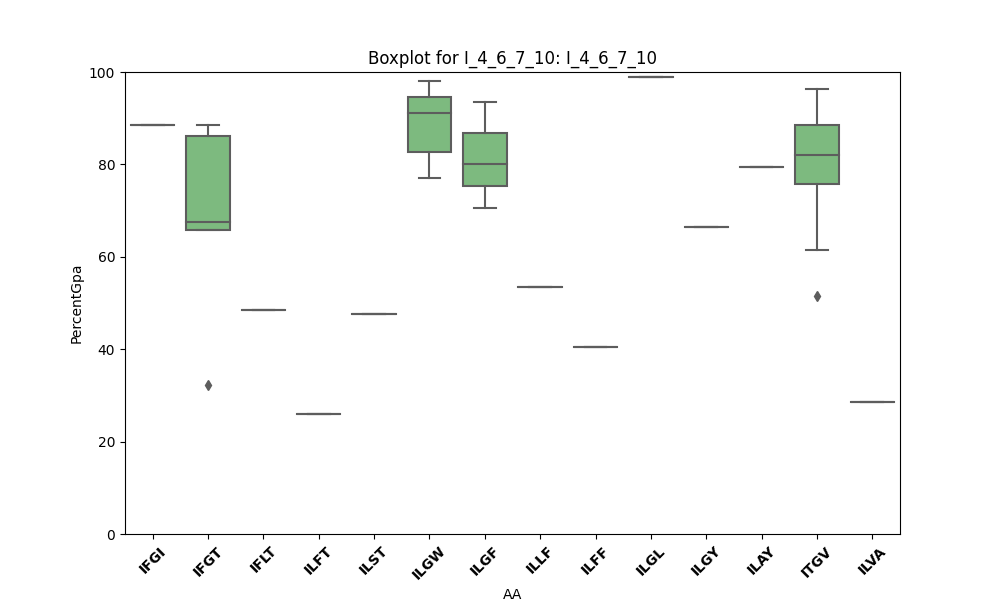 Boxplot for I_4_6_7_10: I_4_6_7_10
100
80
60
40
20
0
PercentGpa
IFGI
IFGT
IFLT
ILFT
ILST
ILGW
ILGF
ILLF
ILFF
ILGL
ILGY
ILAY
ITGV
ILVA
AA